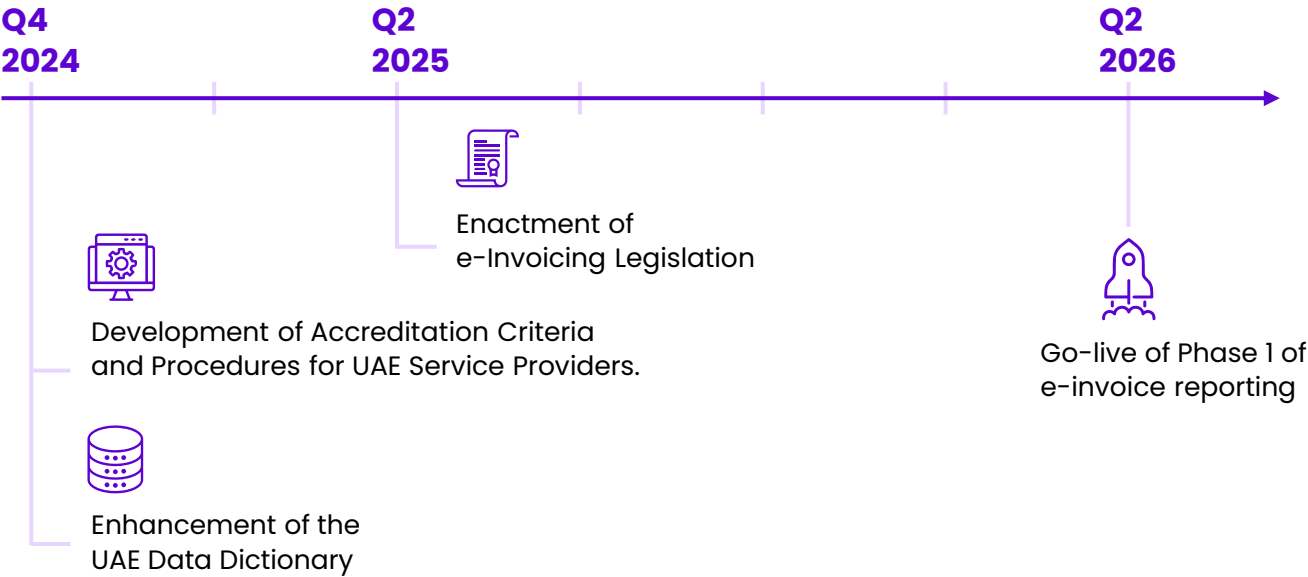 Q4
2024
Q2
2025
Q2
2026
Enactment of
e-Invoicing Legislation
Development of Accreditation Criteria
and Procedures for UAE Service Providers.
Go-live of Phase 1 of
e-invoice reporting
Enhancement of the
UAE Data Dictionary